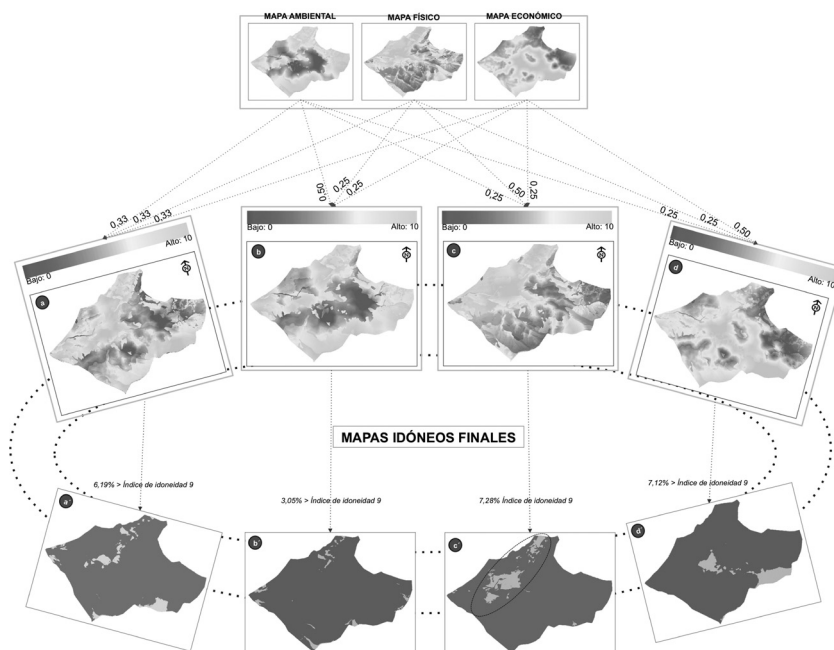 MAPA AMBIENTAL
MAPA FÍSICO
MAPA ECONÓMICO
0,33
0,33
0,33
0,50
0,25
0,25
0,25
0,50
0,25
0,25
0,25
0,50
Bajo: 0
Alto: 10
a
Bajo: 0
Alto: 10
b
Bajo: 0
Alto: 10
c
Bajo: 0
Alto: 10
d
MAPAS IDÓNEOS FINALES
6,19% > Índice de idoneidad 9
3,05% > Índice de idoneidad 9
7,28% > Índice de idoneidad 9
7,12% > Índice de idoneidad 9
a'
b'
c'
d'